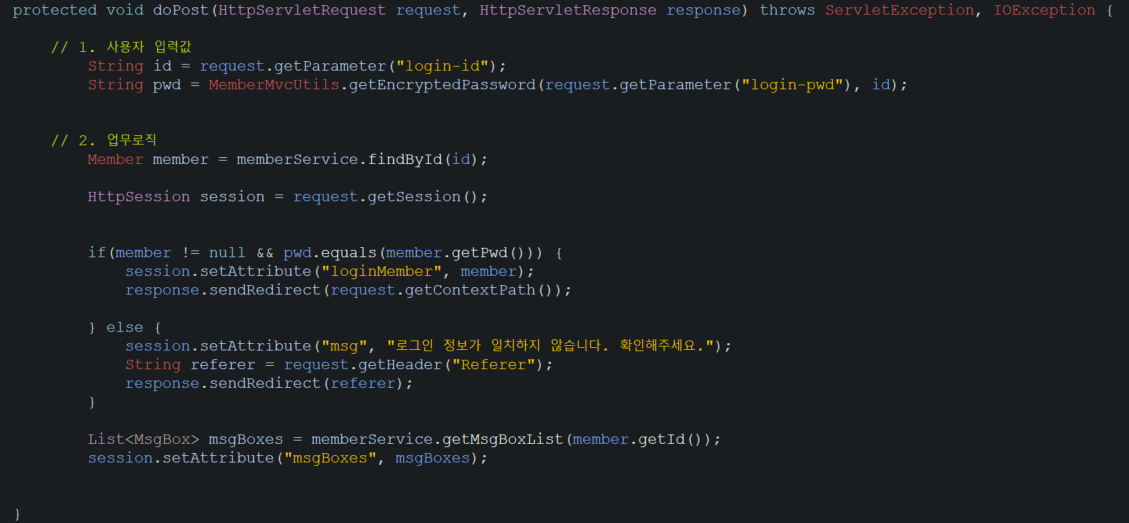 protected void doPost(HttpServletRequest request, HttpServletResponse response) throws ServletException, IOException {
// 1. 사용자 입력값
String id = request.getParameter("login-id");
String pwd = MemberMvcUtils.getEncryptedPassword(request.getParameter("login-pwd"), id);
// 2. 업무로직
Member member = memberService.findById(id);
HttpSession session = request.getSession();
if(member != null && pwd.equals(member.getPwd())) {
session.setAttribute("loginMember", member);
response.sendRedirect(request.getContextPath());
} else {
session.setAttribute("msg", "로그인 정보가 일치하지 않습니다. 확인해주세요.");
String referer = request.getHeader("Referer");
response.sendRedirect(referer);
}
List<MsgBox> msgBoxes = memberService.getMsgBoxList(member.getId());
session.setAttribute("msgBoxes", msgBoxes);
}